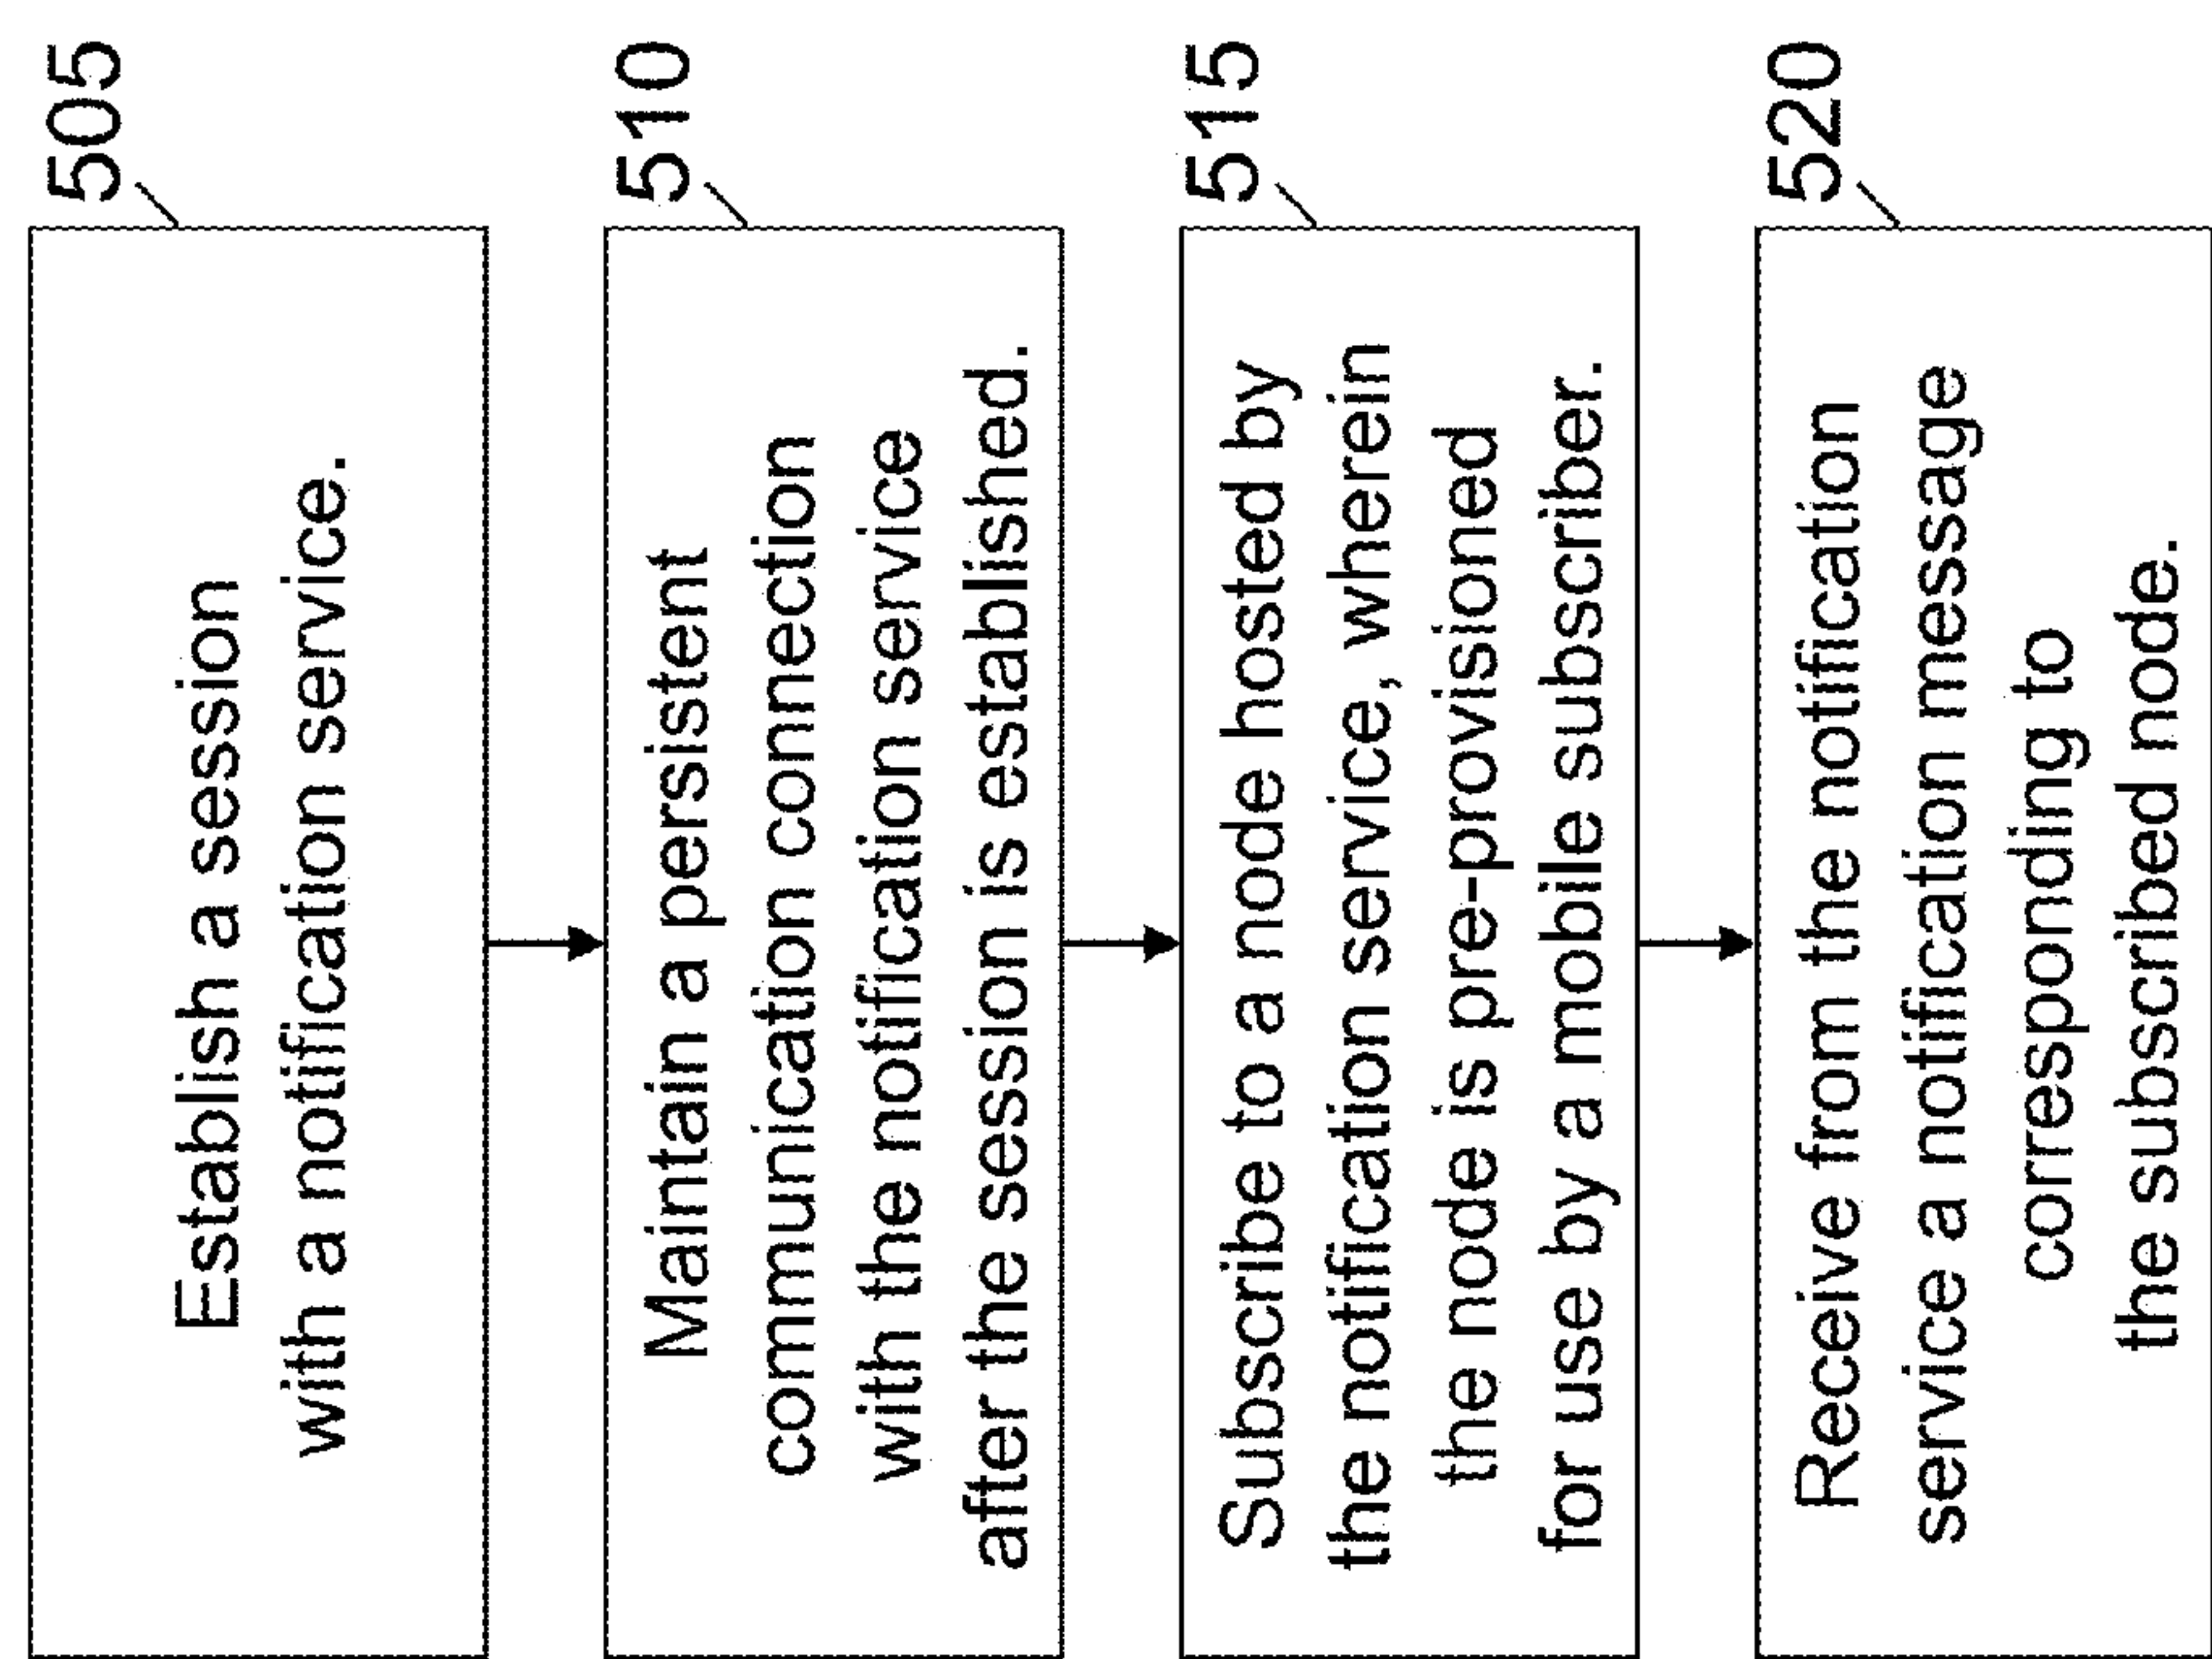 505
Establish a session
with a notification service.
510
Maintain a persistent
communication connection
with the notification service
after the session is established.
515
Subscribe to a node hosted by
the notification service, wherein
the node is pre-provisioned
for use by a mobile subscriber.
520
Receive from the notification
service a notification message
corresponding to
the subscribed node.